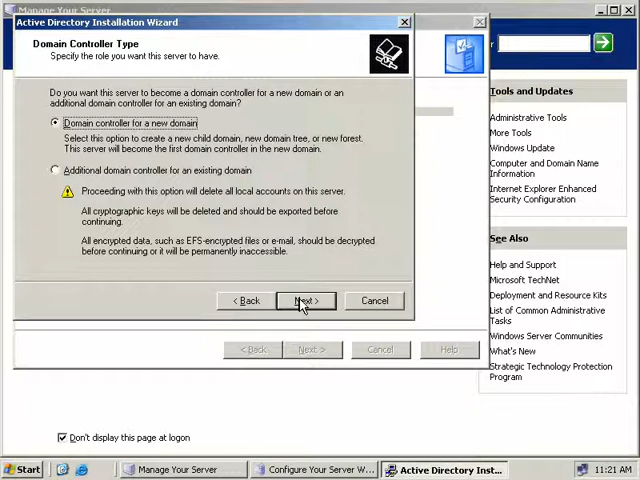 Manage Your Server
Active Directory Installation Wizard
Domain Controller Type
Specify the role you want this server to have.
Do you want this server to become a domain controller for a new domain or an
additional domain controller for an existing domain?
Domain controller for a new domain
Select this option to create a new child domain, new domain tree, or new forest.
This server will become the first domain controller in the new domain.
Additional domain controller for an existing domain
Proceeding with this option will delete all local accounts on this server.
All cryptographic keys will be deleted and should be exported before
continuing.
All encrypted data, such as EFS-encrypted files or e-mail, should be decrypted
before continuing or it will be permanently inaccessible.
< Back Next > Cancel
< Back Next > Cancel Help
Don't display this page at logon
r
Tools and Updates
Administrative Tools
More Tools
Windows Update
Computer and Domain Name
Information
Internet Explorer Enhanced
Security Configuration
See Also
Help and Support
Microsoft TechNet
Deployment and Resource Kits
List of Common Administrative
Tasks
Windows Server Communities
What's New
Strategic Technology Protection
Program
Start Manage Your Server Configure Your Server W... Active Directory Inst... 11:21 AM